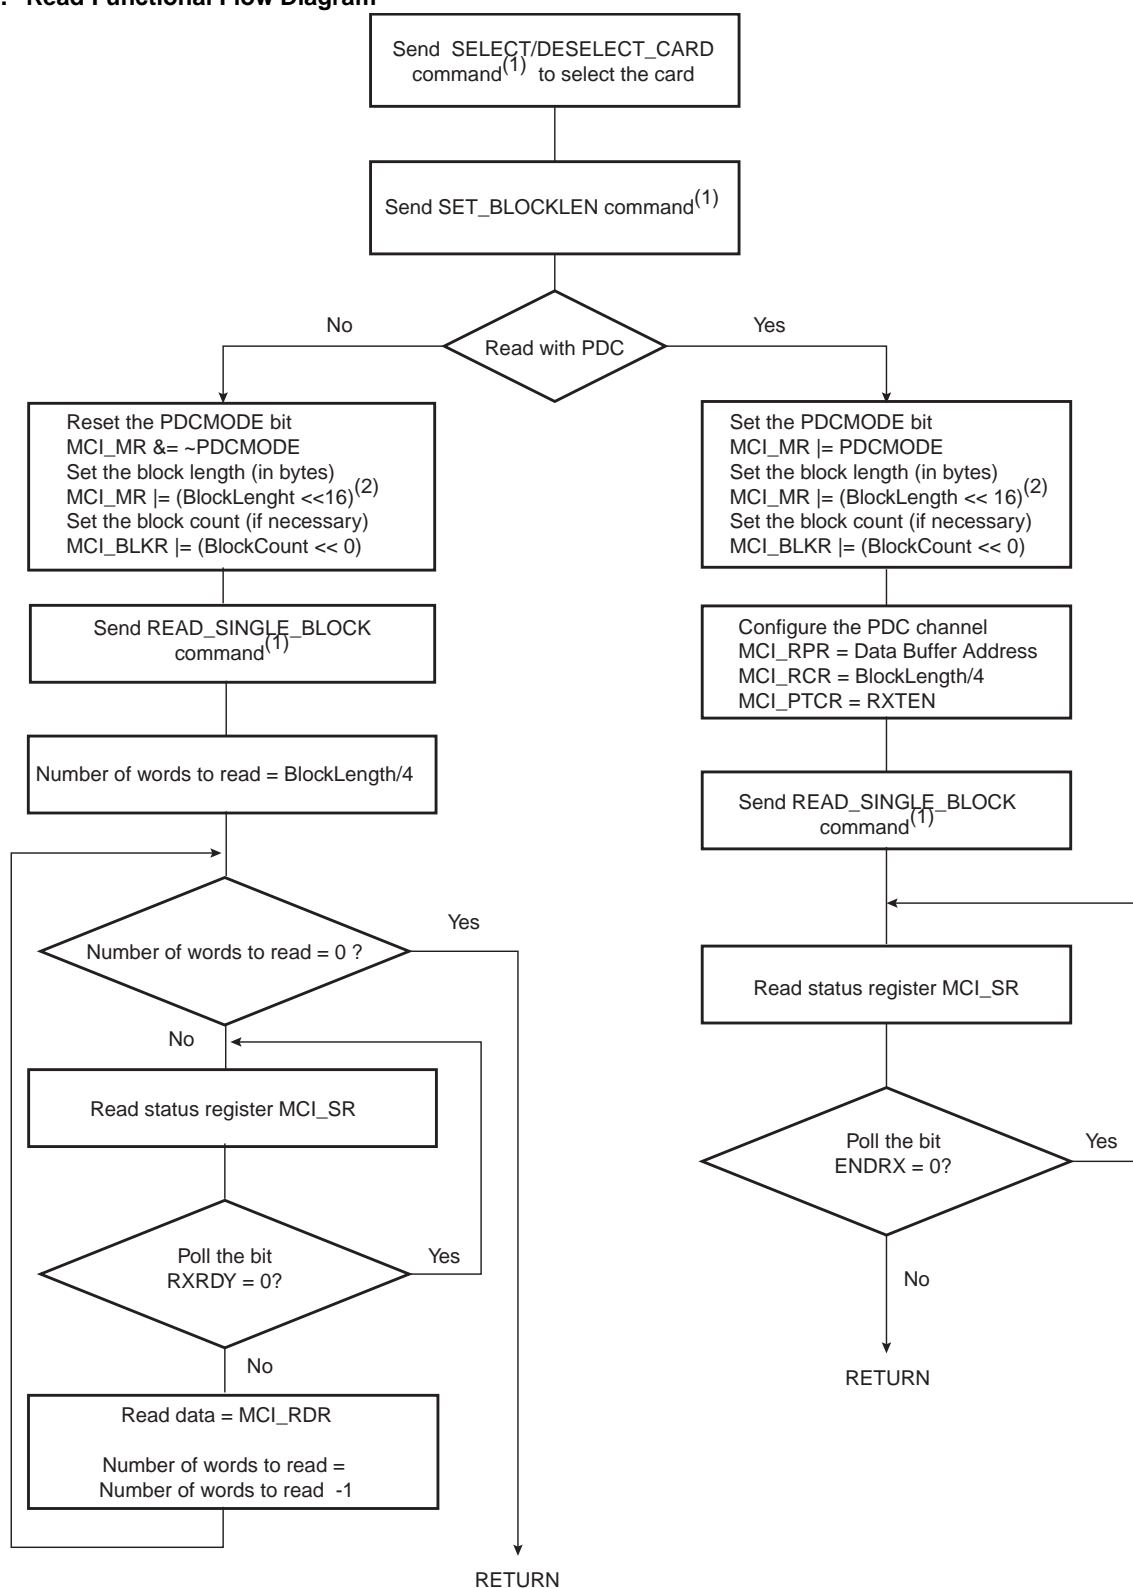 . Read Functional Flow Diagram
Send SELECT/DESELECT_CARD
command(1) to select the card
Send SET_BLOCKLEN command(1)
Read with PDC
No
Yes
Reset the PDCMODE bit
MCI_MR &= ~PDCMODE
Set the block length (in bytes)
MCI_MR |= (BlockLenght <<16)(2)
Set the block count (if necessary)
MCI_BLKR |= (BlockCount << 0)
Send READ_SINGLE_BLOCK
command(1)
Number of words to read = BlockLength/4
Number of words to read = 0 ?
Yes
No
Read status register MCI_SR
Poll the bit
RXRDY = 0?
Yes
No
Read data = MCI_RDR
Number of words to read =
Number of words to read -1
RETURN
Set the PDCMODE bit
MCI_MR |= PDCMODE
Set the block length (in bytes)
MCI_MR |= (BlockLength << 16)(2)
Set the block count (if necessary)
MCI_BLKR |= (BlockCount << 0)
Configure the PDC channel
MCI_RPR = Data Buffer Address
MCI_RCR = BlockLength/4
MCI_PTCR = RXTEN
Send READ_SINGLE_BLOCK
command(1)
Read status register MCI_SR
Poll the bit
ENDRX = 0?
Yes
No
RETURN